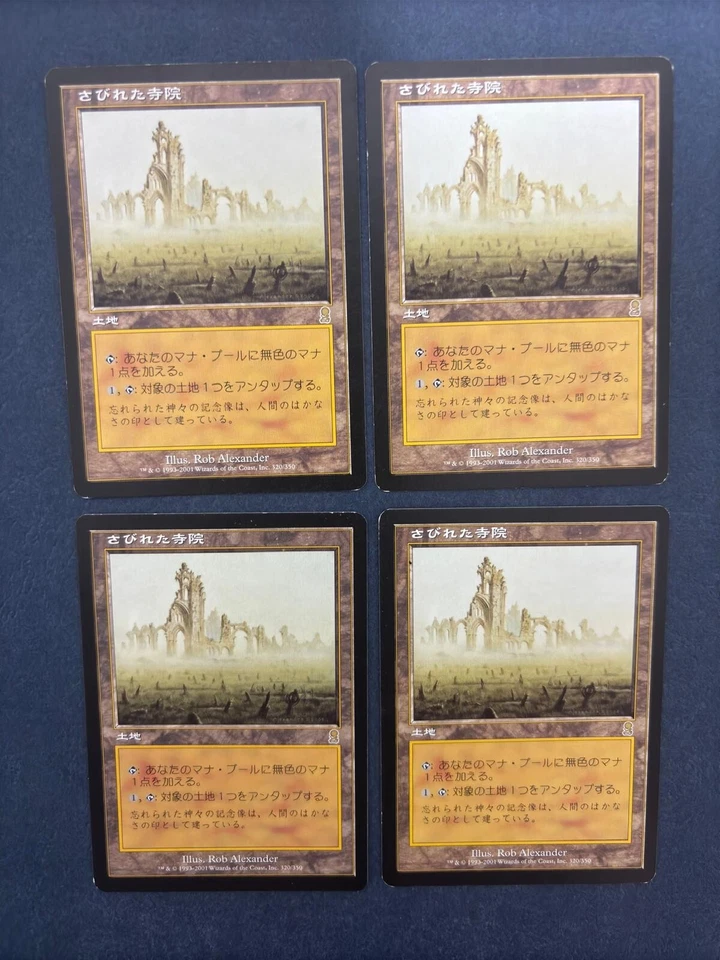 さびれた寺院
土地
: あなたのマナ・プールに無色のマナ
1点を加える。
1, : 対象の土地1つをアンタップする。
忘れられた神々の記念像は、人間のはかな
さの印として建っている。
Illus. Rob Alexander
™ & © 1993-2001 Wizards of the Coast, Inc. 320/350
さびれた寺院
土地
: あなたのマナ・プールに無色のマナ
1点を加える。
1, : 対象の土地1つをアンタップする。
忘れられた神々の記念像は、人間のはかな
さの印として建っている。
Illus. Rob Alexander
™ & © 1993-2001 Wizards of the Coast, Inc. 320/350
さびれた寺院
土地
: あなたのマナ・プールに無色のマナ
1点を加える。
1, : 対象の土地1つをアンタップする。
忘れられた神々の記念像は、人間のはかな
さの印として建っている。
Illus. Rob Alexander
™ & © 1993-2001 Wizards of the Coast, Inc. 320/350
さびれた寺院
土地
: あなたのマナ・プールに無色のマナ
1点を加える。
1, : 対象の土地1つをアンタップする。
忘れられた神々の記念像は、人間のはかな
さの印として建っている。
Illus. Rob Alexander
™ & © 1993-2001 Wizards of the Coast, Inc. 320/350